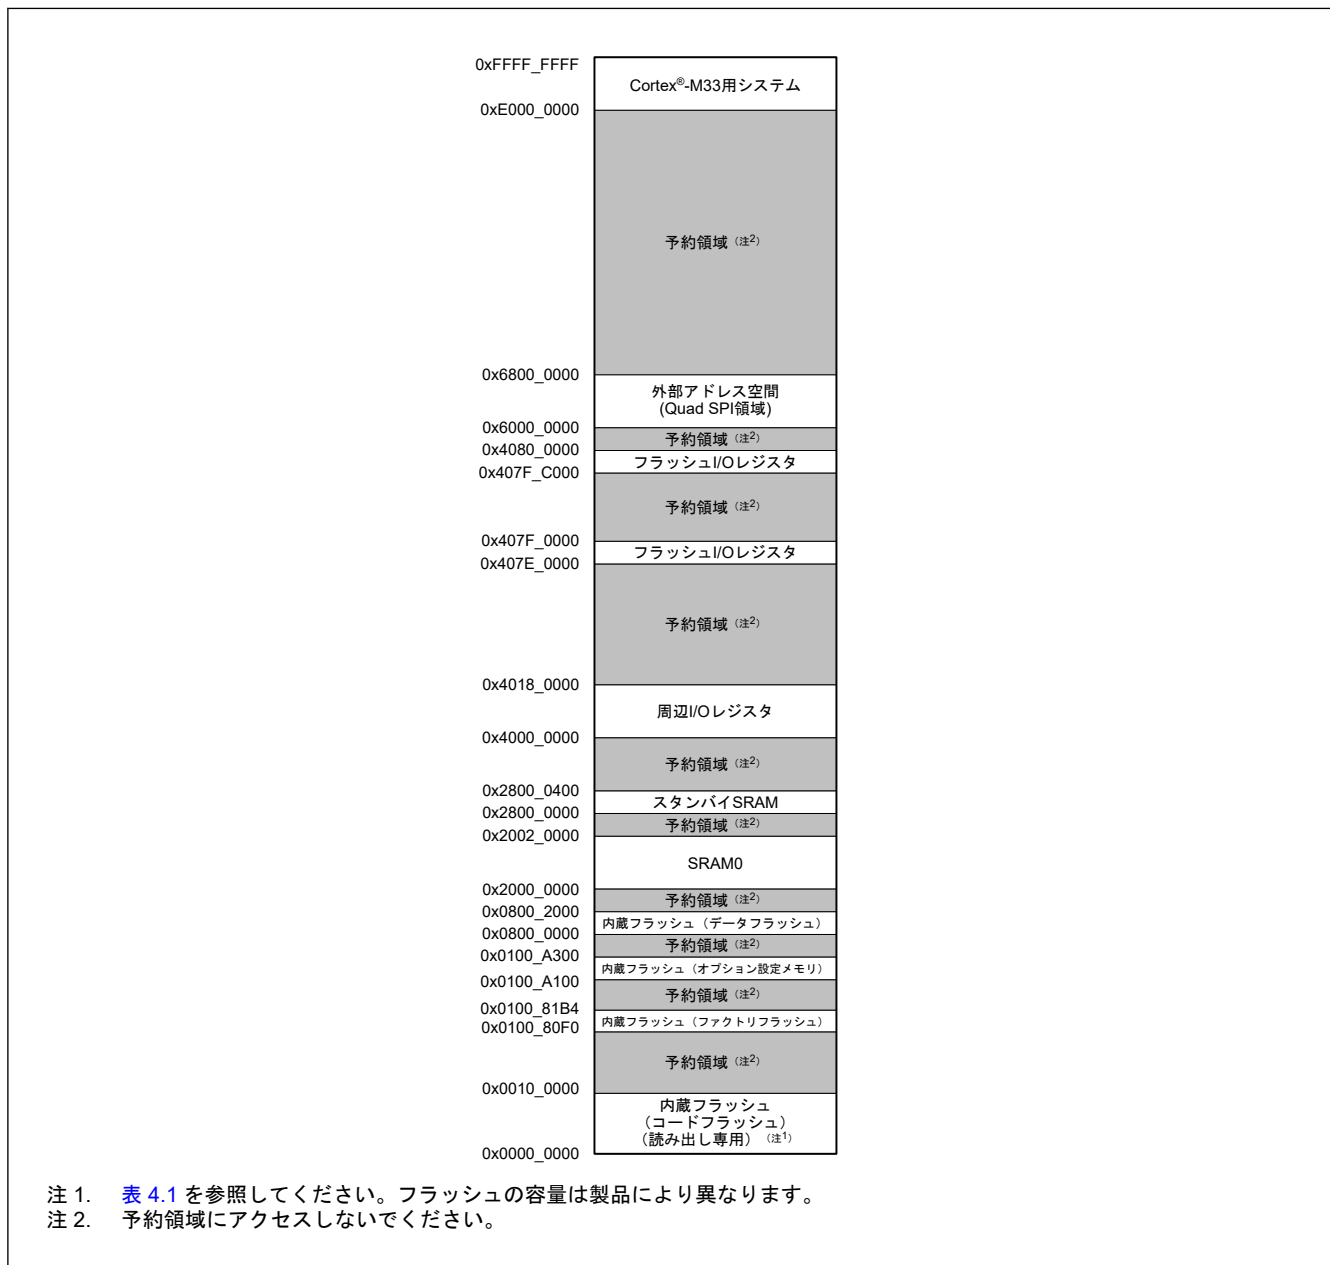 0xFFFF_FFFF
Cortex®-M33用システム
0xE000_0000
予約領域（注2）
0x6800_0000
外部アドレス空間
(Quad SPI領域)
0x6000_0000
予約領域（注2）
0x4080_0000
フラッシュI/Oレジスタ
0x407F_C000
予約領域（注2）
0x407F_0000
フラッシュI/Oレジスタ
0x407E_0000
予約領域（注2）
0x4018_0000
周辺I/Oレジスタ
0x4000_0000
予約領域（注2）
0x2800_0400
スタンバイSRAM
0x2800_0000
予約領域（注2）
0x2002_0000
SRAM0
0x2000_0000
予約領域（注2）
0x0800_2000
内蔵フラッシュ（データフラッシュ）
0x0800_0000
予約領域（注2）
0x0100_A300
内蔵フラッシュ（オプション設定メモリ）
0x0100_A100
予約領域（注2）
0x0100_81B4
内蔵フラッシュ（ファクトリフラッシュ）
0x0100_80F0
予約領域（注2）
0x0010_0000
内蔵フラッシュ
（コードフラッシュ）
（読み出し専用）（注1）
0x0000_0000
注 1. 表 4.1 を参照してください。フラッシュの容量は製品により異なります。
注 2. 予約領域にアクセスしないでください。